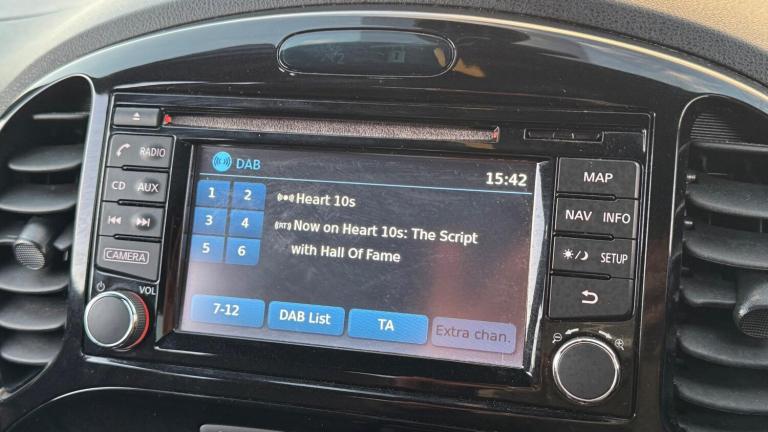 RADIO
CD AUX
CAMERA
VOL
DAB
15:42
1 2
3 4
5 6
Heart 10s
(RT) Now on Heart 10s: The Script
with Hall Of Fame
7-12
DAB List
TA
Extra chan.
MAP
NAV INFO
SETUP